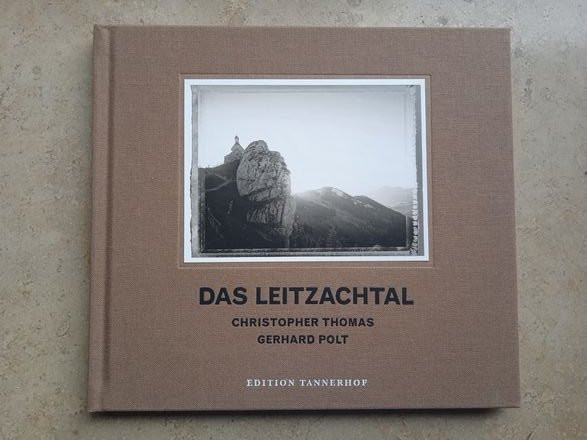 DAS LEITZACHTAL
CHRISTOPHER THOMAS
GERHARD POLT
EDITION TANNERHOF